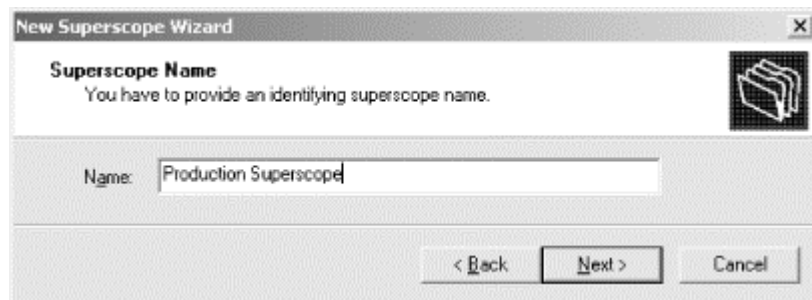 New Superscope Wizard
Superscope Name
You have to provide an identifying superscope name.
Name: Production Superscope
< Back Next > Cancel